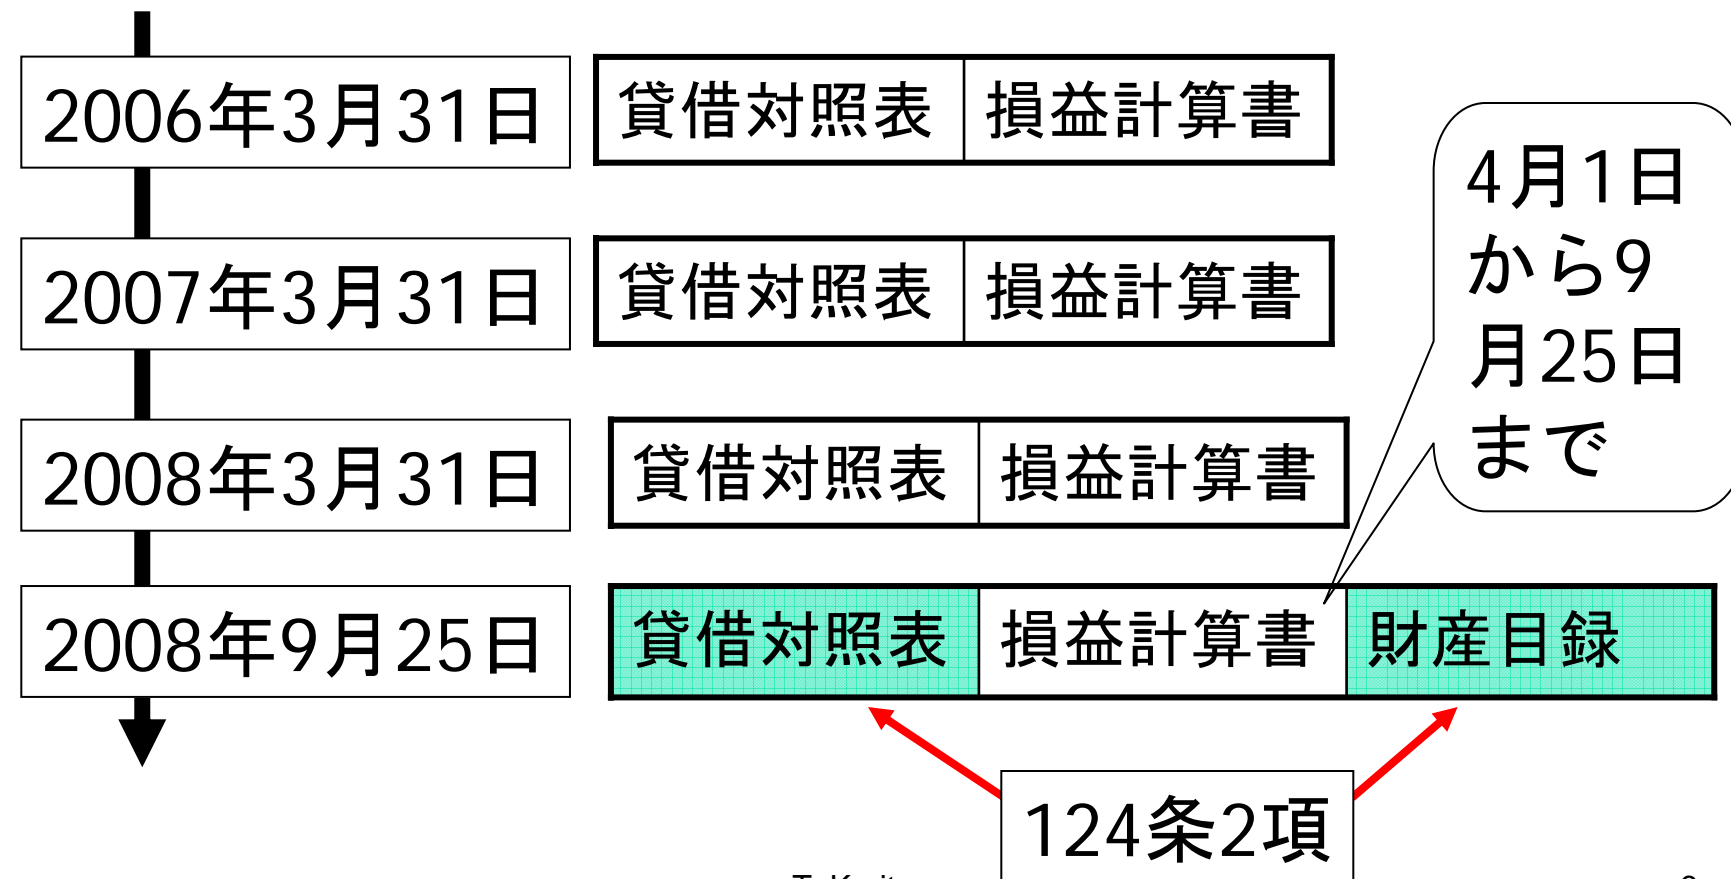 2006年3月31日
貸借対照表 損益計算書
4月1日
から9
月25日
まで
2007年3月31日
貸借対照表 損益計算書
2008年3月31日
貸借対照表 損益計算書
2008年9月25日
貸借対照表 損益計算書 財産目録
124条2項